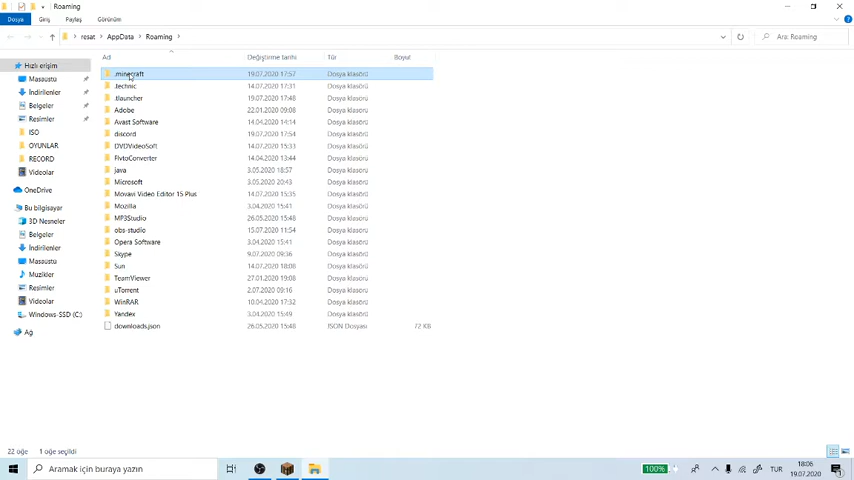 Roaming
Dosya Giriş Paylaş Görünüm
resat AppData Roaming Ara: Roaming
Ad Değiştirme tarihi Tür Boyut
Hızlı erişim
Masaüstü
İndirilenler
Belgeler
Resimler
ISO
OYUNLAR
RECORD
Videolar
OneDrive
Bu bilgisayar
3D Nesneler
Belgeler
İndirilenler
Masaüstü
Muzikler
Resimler
Videolar
Windows-SSD (C:)
Ağ
.minecraft 19.07.2020 17:57 Dosya klasörü
.technic 14.07.2020 17:31 Dosya klasörü
.tlauncher 19.07.2020 17:48 Dosya klasörü
Adobe 22.01.2020 09:08 Dosya klasörü
Avast Software 14.04.2020 14:14 Dosya klasörü
discord 19.07.2020 17:54 Dosya klasörü
DVDVideoSoft 14.07.2020 15:33 Dosya klasörü
FlvtoConverter 14.04.2020 13:44 Dosya klasörü
java 3.05.2020 18:57 Dosya klasörü
Microsoft 3.05.2020 20:43 Dosya klasörü
Movavi Video Editor 15 Plus 14.07.2020 15:35 Dosya klasörü
Mozilla 3.04.2020 15:41 Dosya klasörü
MP3Studio 26.05.2020 15:48 Dosya klasörü
obs-studio 15.07.2020 11:54 Dosya klasörü
Opera Software 3.04.2020 15:41 Dosya klasörü
Skype 9.07.2020 09:36 Dosya klasörü
Sun 14.07.2020 18:08 Dosya klasörü
TeamViewer 27.01.2020 19:08 Dosya klasörü
uTorrent 2.07.2020 09:16 Dosya klasörü
WinRAR 10.04.2020 17:32 Dosya klasörü
Yandex 3.04.2020 15:49 Dosya klasörü
downloads.json 26.05.2020 15:48 JSON Dosyası 72 KB
22 öğe 1 öğe seçildi
Aramak için buraya yazın
100% TUR 18:06
19.07.2020